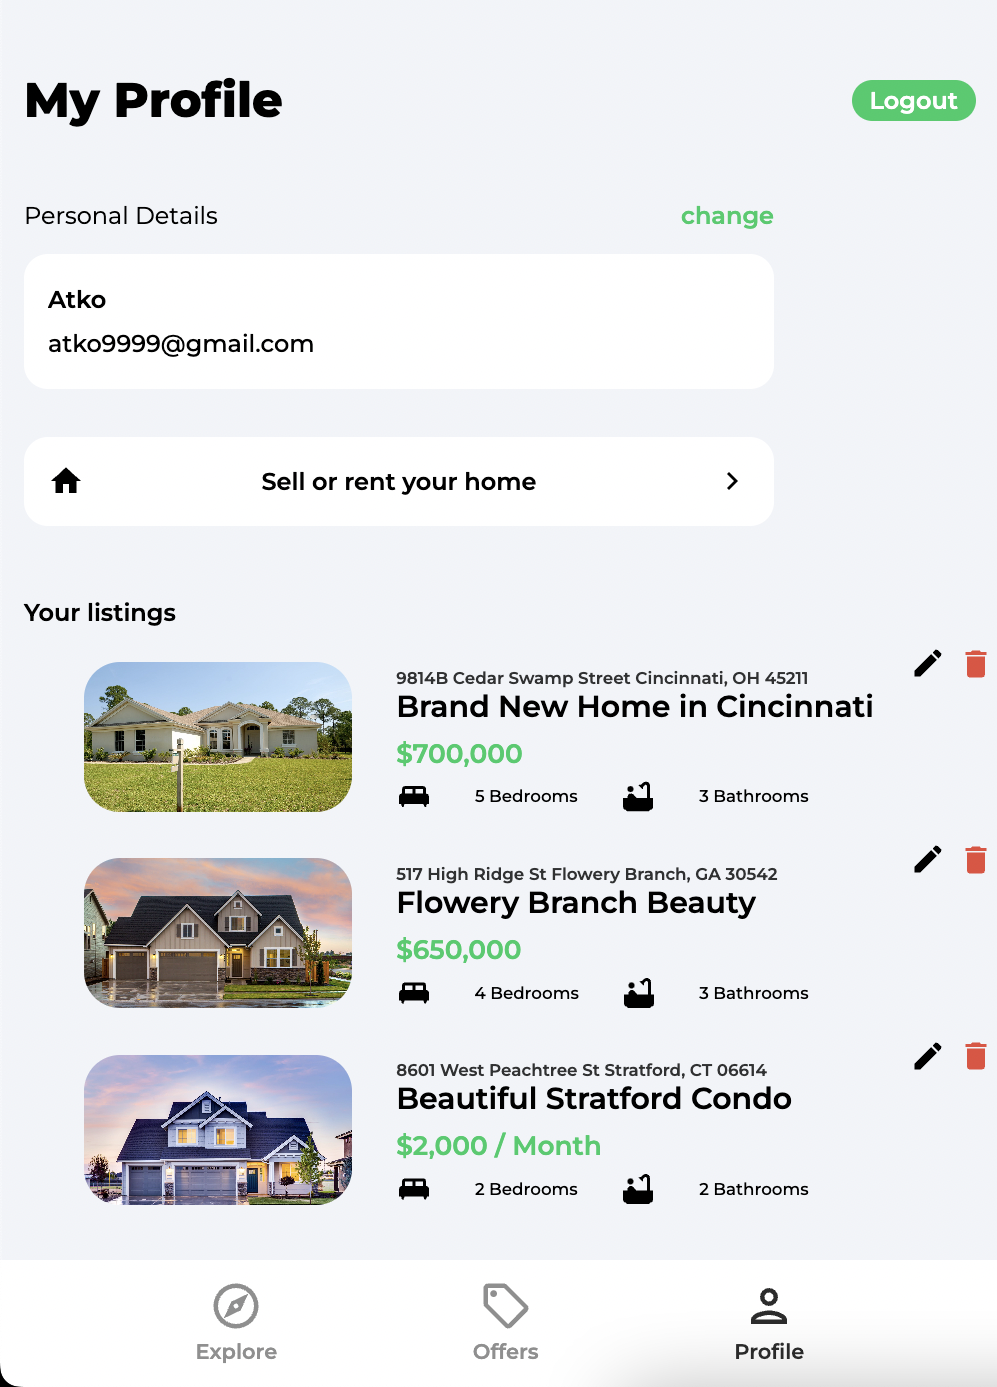 My Profile
Logout
Personal Details
change
Atko
atko9999@gmail.com
Sell or rent your home
Your listings
9814B Cedar Swamp Street Cincinnati, OH 45211
Brand New Home in Cincinnati
$700,000
5 Bedrooms
3 Bathrooms
517 High Ridge St Flowery Branch, GA 30542
Flowery Branch Beauty
$650,000
4 Bedrooms
3 Bathrooms
8601 West Peachtree St Stratford, CT 06614
Beautiful Stratford Condo
$2,000 / Month
2 Bedrooms
2 Bathrooms
Explore
Offers
Profile